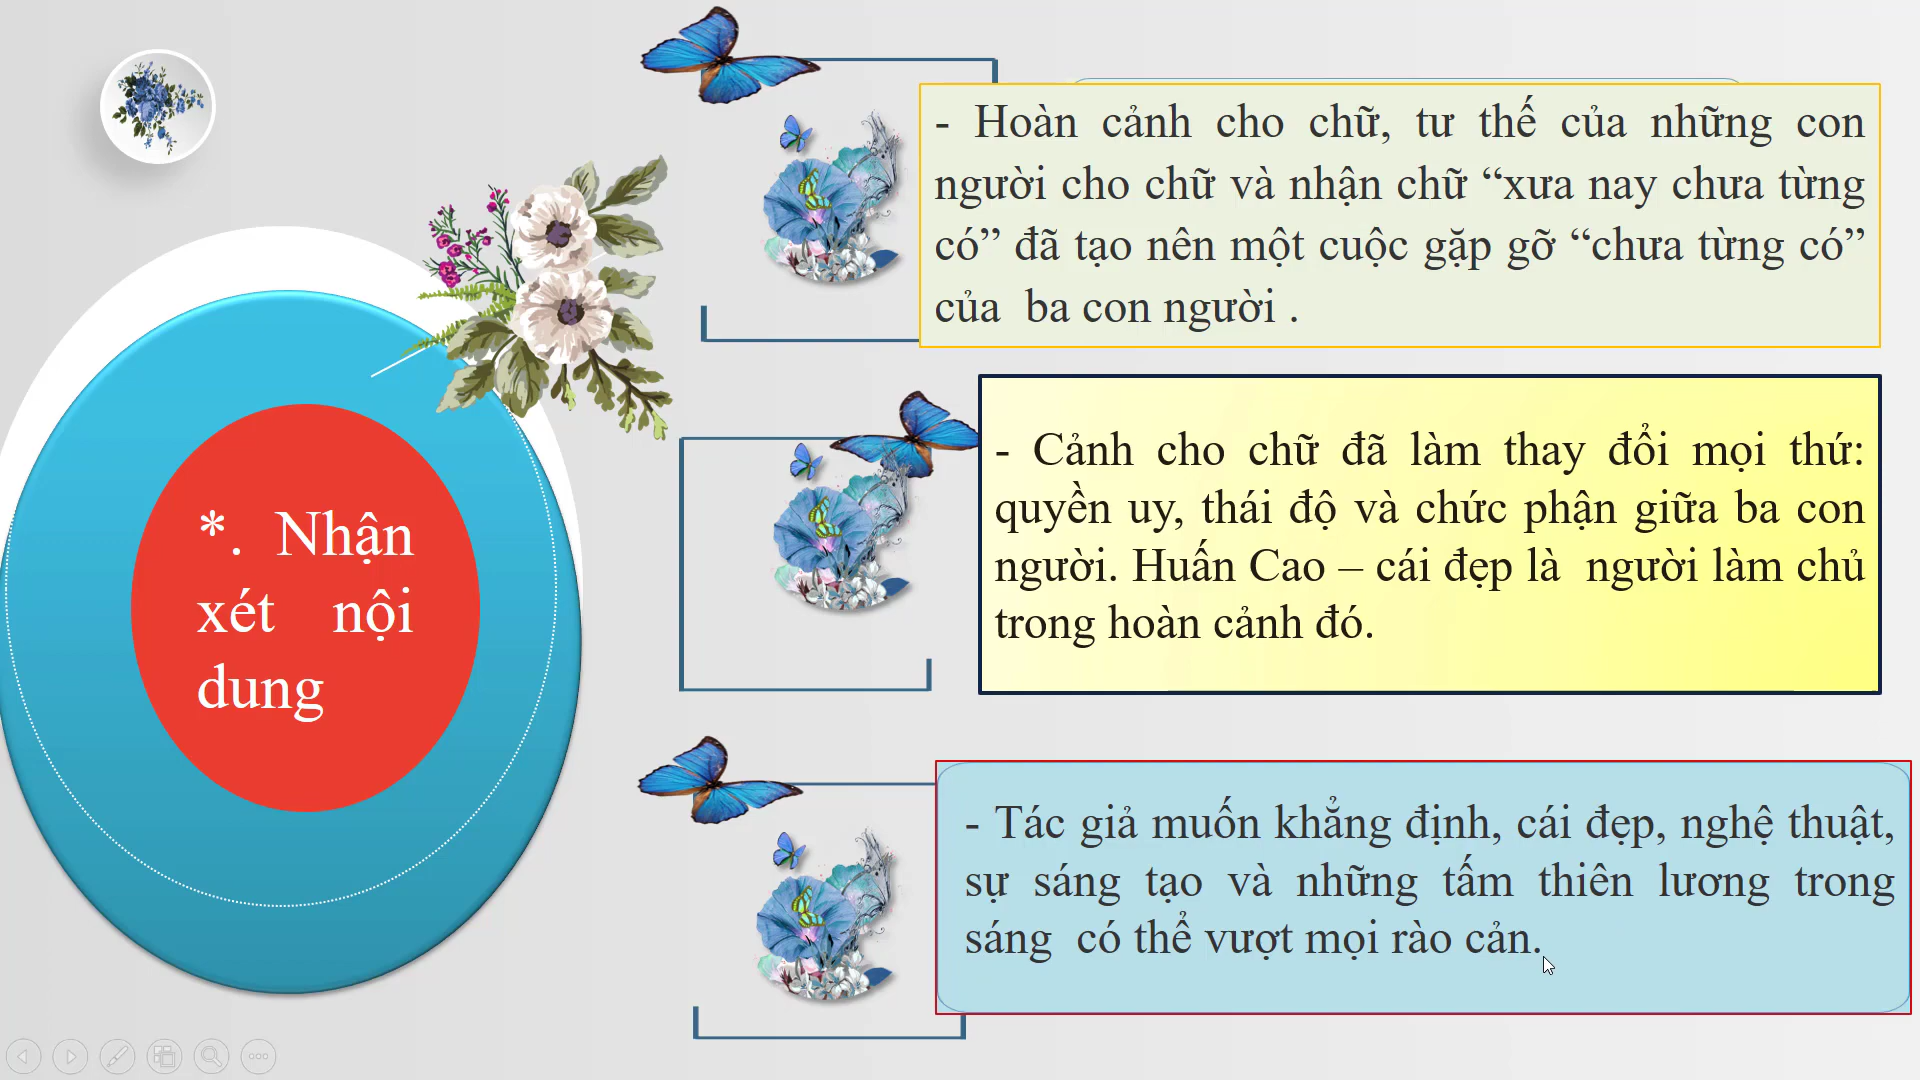 *. Nhận
xét nội
dung
- Hoàn cảnh cho chữ, tư thế của những con
người cho chữ và nhận chữ “xưa nay chưa từng
có” đã tạo nên một cuộc gặp gỡ “chưa từng có”
của ba con người .
- Cảnh cho chữ đã làm thay đổi mọi thứ:
quyền uy, thái độ và chức phận giữa ba con
người. Huấn Cao – cái đẹp là người làm chủ
trong hoàn cảnh đó.
- Tác giả muốn khẳng định, cái đẹp, nghệ thuật,
sự sáng tạo và những tấm thiên lương trong
sáng có thể vượt mọi rào cản.